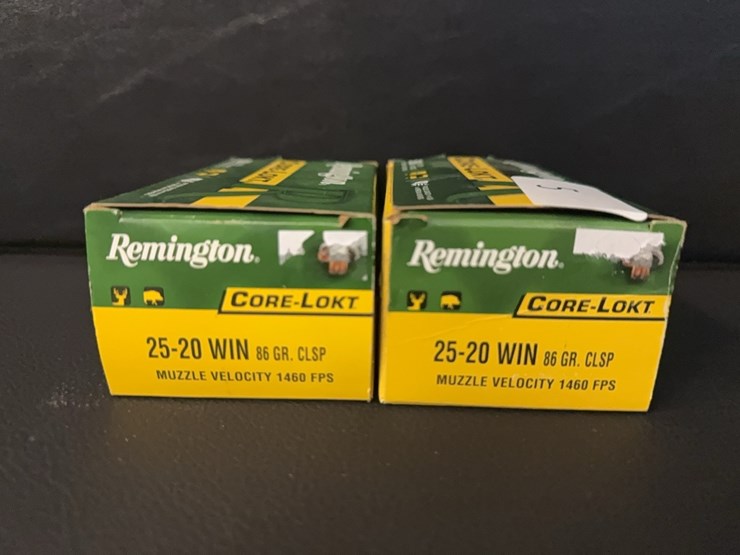 Remington.
CORE-LOKT
25-20 WIN 86 GR. CLSP
MUZZLE VELOCITY 1460 FPS
Remington.
CORE-LOKT
25-20 WIN 86 GR. CLSP
MUZZLE VELOCITY 1460 FPS